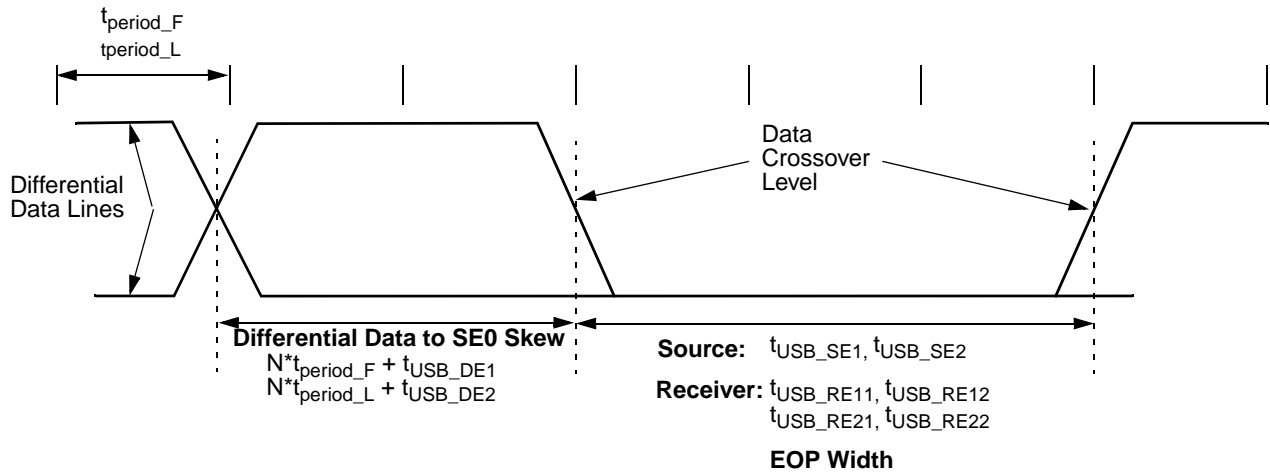 tperiod_F
tperiod_L
Data
Crossover
Level
Differential
Data Lines
Differential Data to SE0 Skew
N*tperiod_F + tUSB_DE1
N*tperiod_L + tUSB_DE2
Source: tUSB_SE1, tUSB_SE2
Receiver: tUSB_RE11, tUSB_RE12
tUSB_RE21, tUSB_RE22
EOP Width